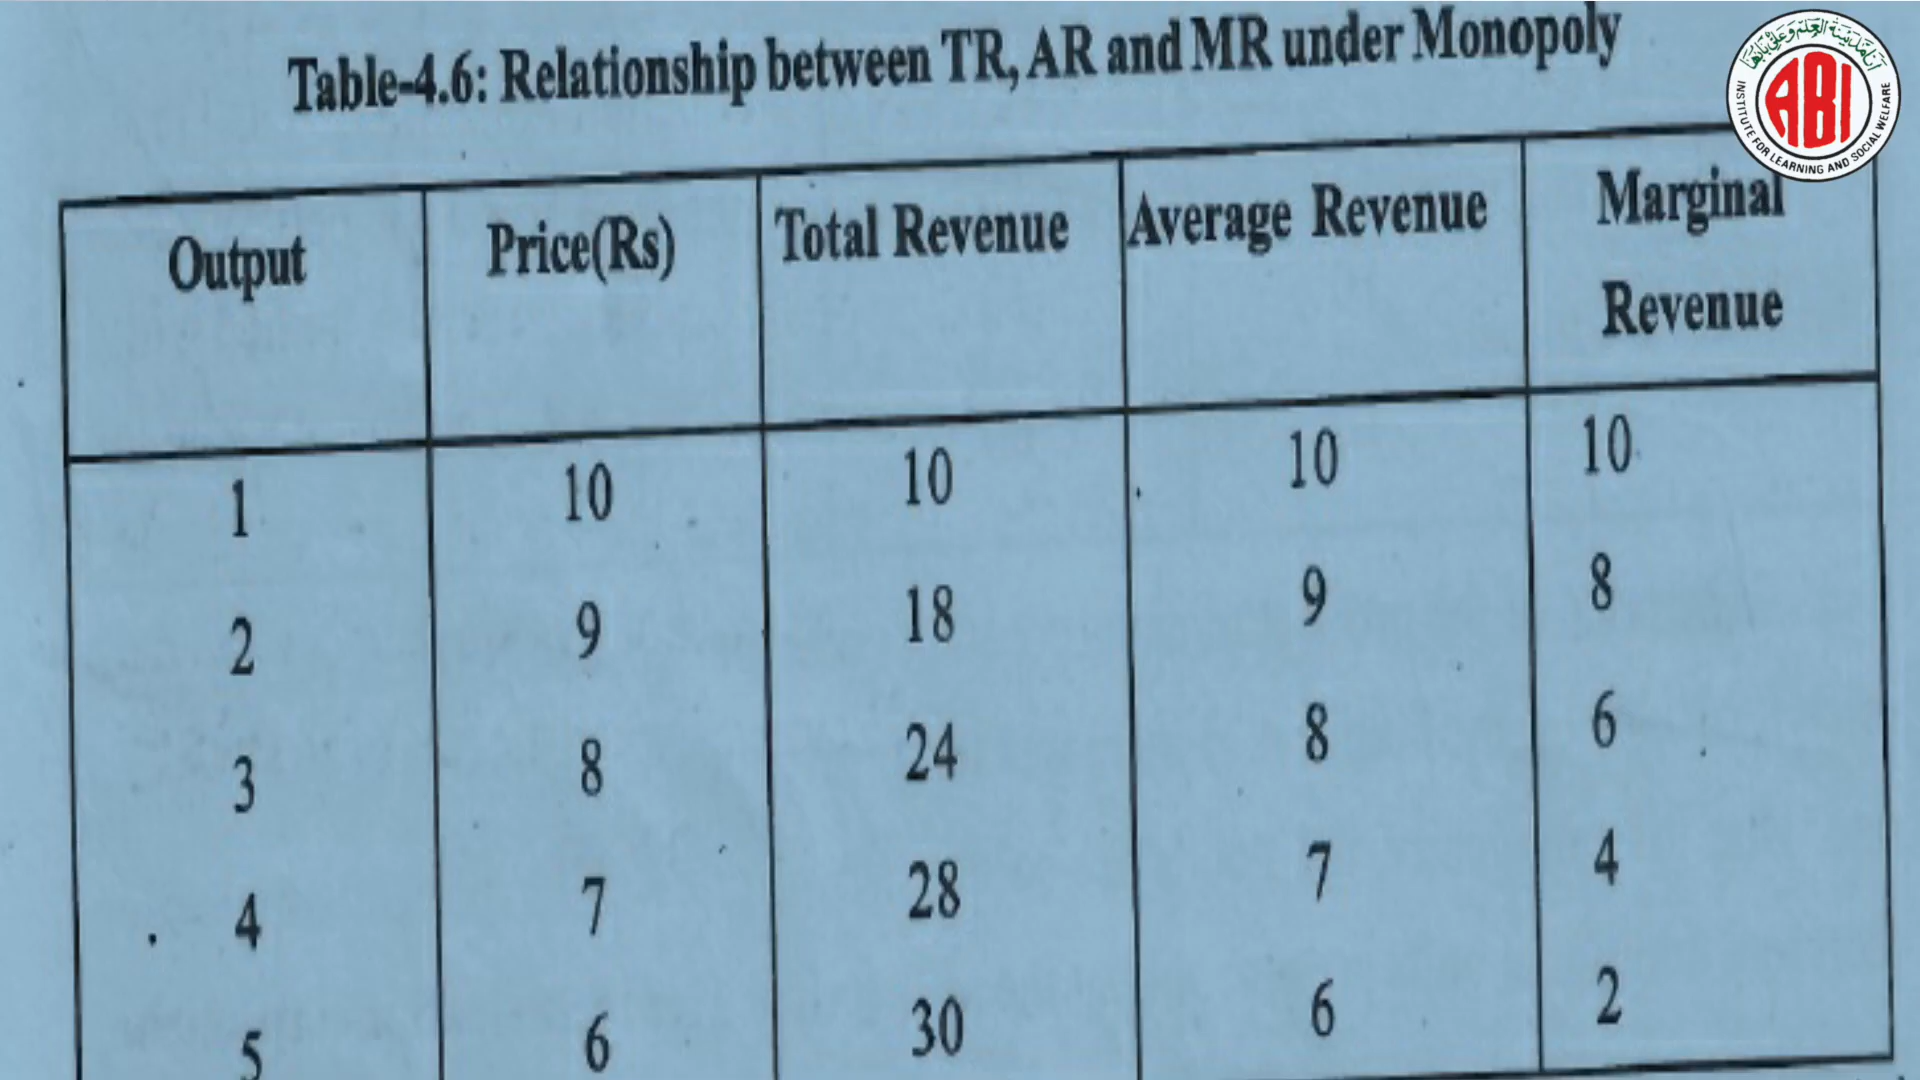 Table-4.6: Relationship between TR, AR and MR under Monopoly
Output Price(Rs) Total Revenue Average Revenue Marginal Revenue
1 10 10 10 10
2 9 18 9 8
3 8 24 8 6
4 7 28 7 4
5 6 30 6 2
ABI
INSTITUTE FOR LEARNING AND SOCIAL WELFARE